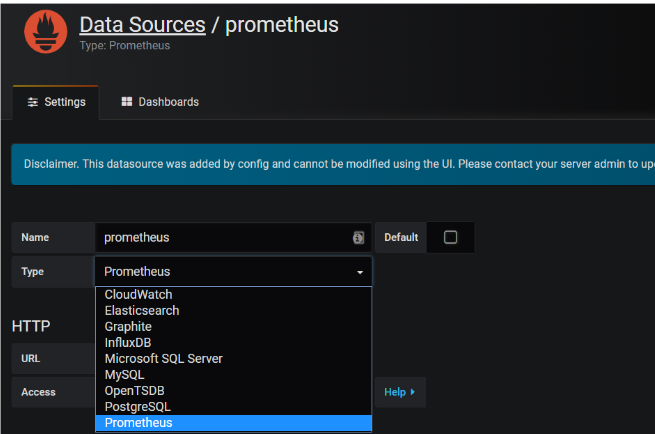 Data Sources / prometheus
Type: Prometheus
Settings
Dashboards
Disclaimer. This datasource was added by config and cannot be modified using the UI. Please contact your server admin to
Name
prometheus
Default
Type
Prometheus
CloudWatch
Elasticsearch
Graphite
InfluxDB
Microsoft SQL Server
MySQL
OpenTSDB
PostgreSQL
Prometheus
HTTP
URL
Access
Help